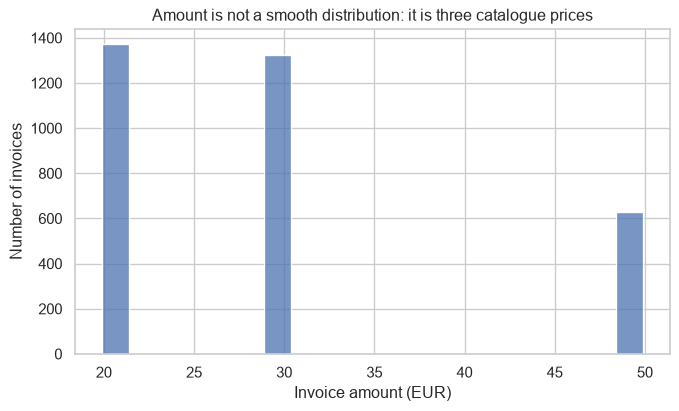 Amount is not a smooth distribution: it is three catalogue prices
Number of invoices
1400
1200
1000
800
600
400
200
0
20 25 30 35 40 45 50
Invoice amount (EUR)